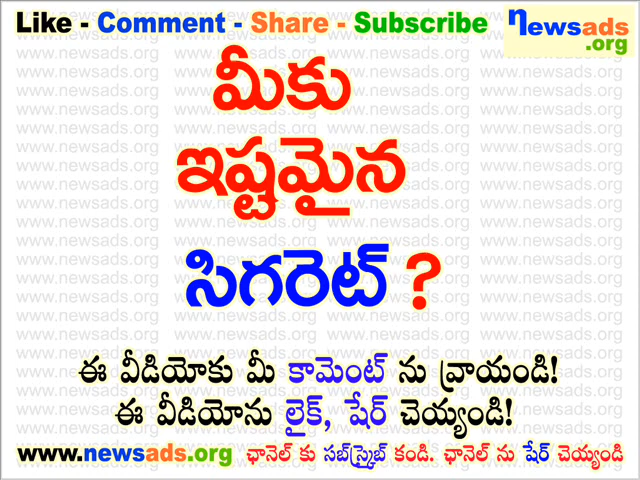 Like - Comment - Share - Subscribe
newsads
.org
మీకు
ఇష్టమైన
సిగరెట్ ?
ఈ వీడియోకు మీ కామెంట్ ను వ్రాయండి!
ఈ వీడియోను లైక్, షేర్ చెయ్యండి!
www.newsads.org ఛానెల్ కు సబ్‌స్క్రైబ్ కండి. ఛానెల్ ను షేర్ చెయ్యండి